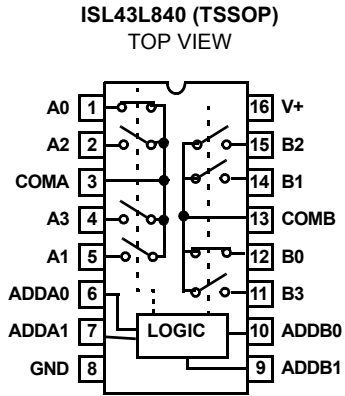 ISL43L840 (TSSOP)
TOP VIEW
A0 1 16 V+
A2 2 15 B2
COMA 3 14 B1
A3 4 13 COMB
A1 5 12 B0
ADDA0 6 11 B3
ADDA1 7 LOGIC 10 ADDB0
GND 8 9 ADDB1